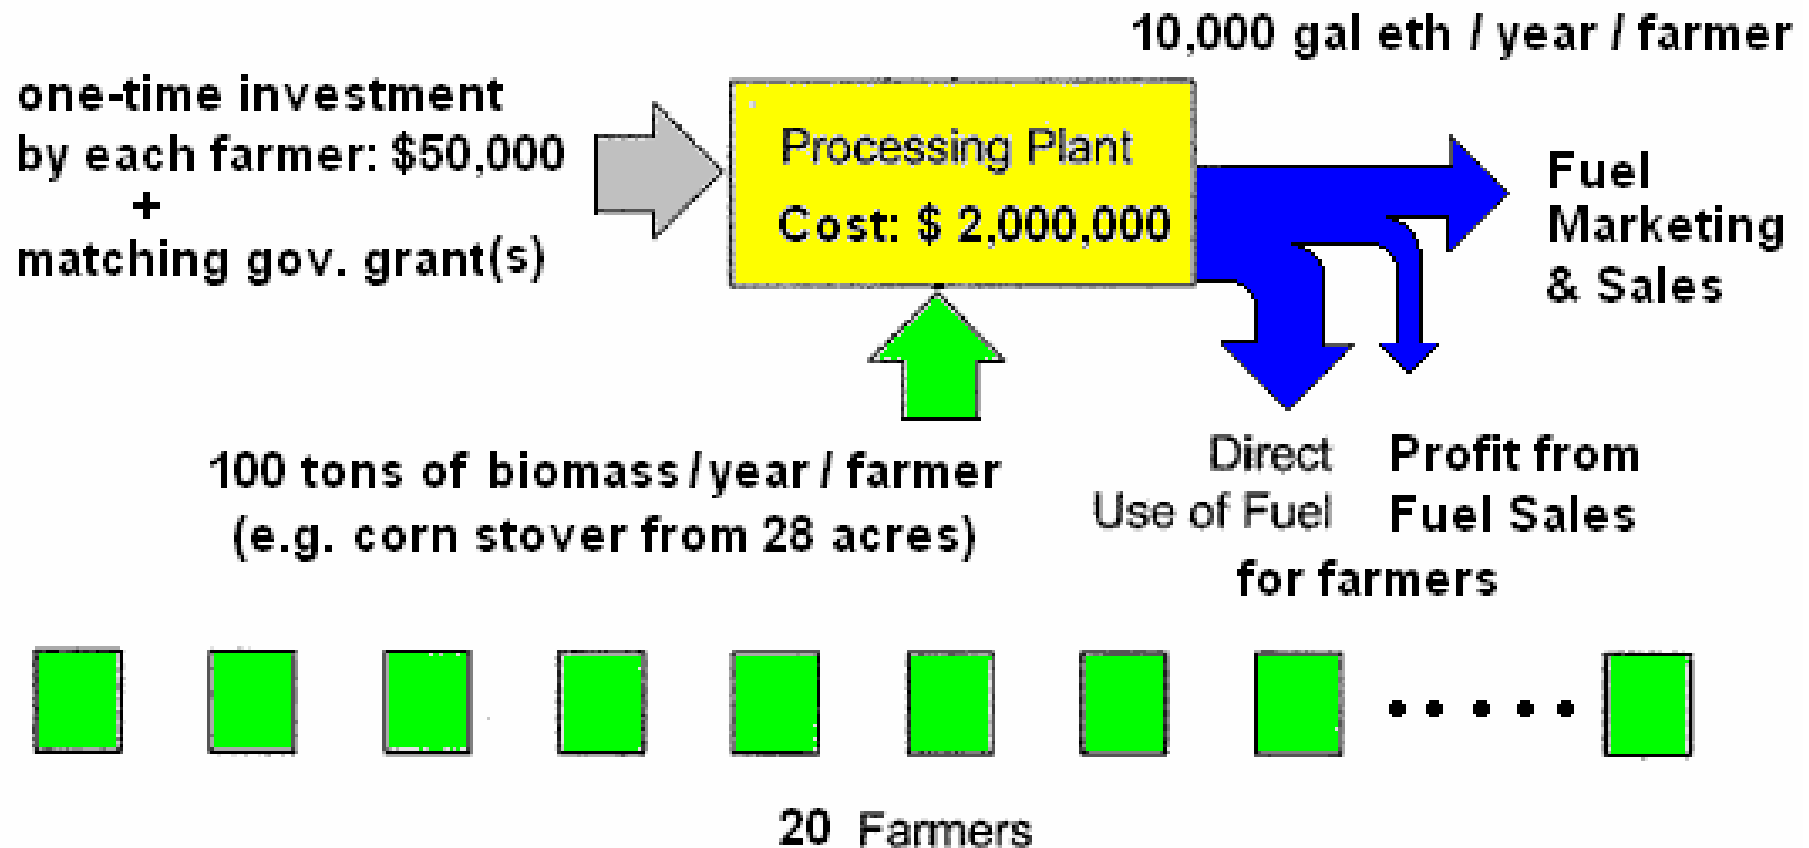 10,000 gal eth / year / farmer
one-time investment
by each farmer: $50,000
+
matching gov. grant(s)
Processing Plant
Cost: $ 2,000,000
Fuel
Marketing
& Sales
100 tons of biomass / year / farmer
(e.g. corn stover from 28 acres)
Direct
Use of Fuel
Profit from
Fuel Sales
for farmers
20 Farmers